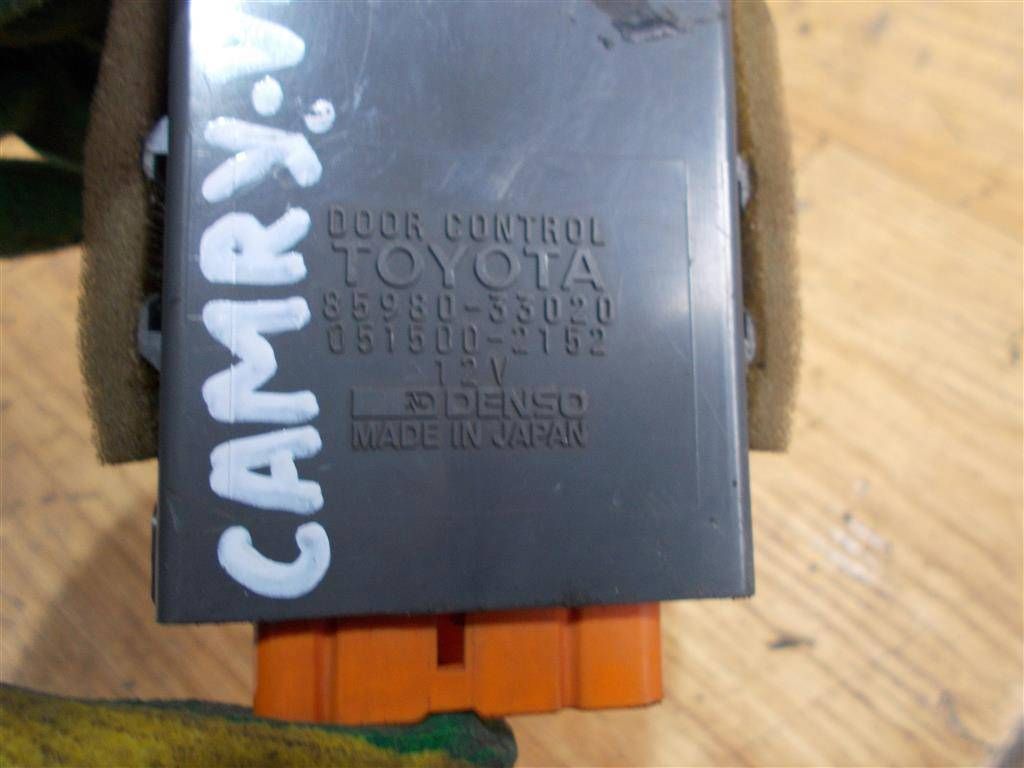 DOOR CONTROL
TOYOTA
85980-33020
051500-2152
12V
DENSO
MADE IN JAPAN
CAMRY.